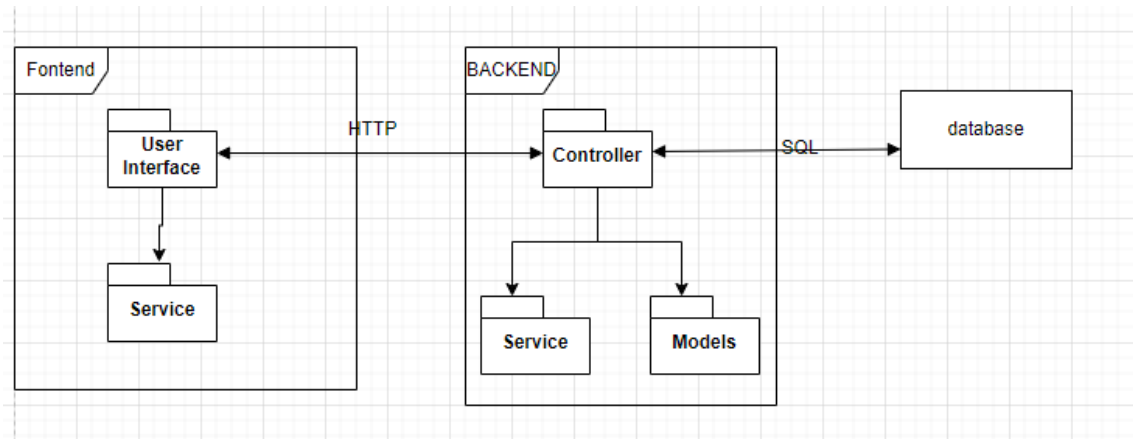 Fontend
BACKEND
User
Interface
HTTP
Controller
SQL
database
Service
Service
Models